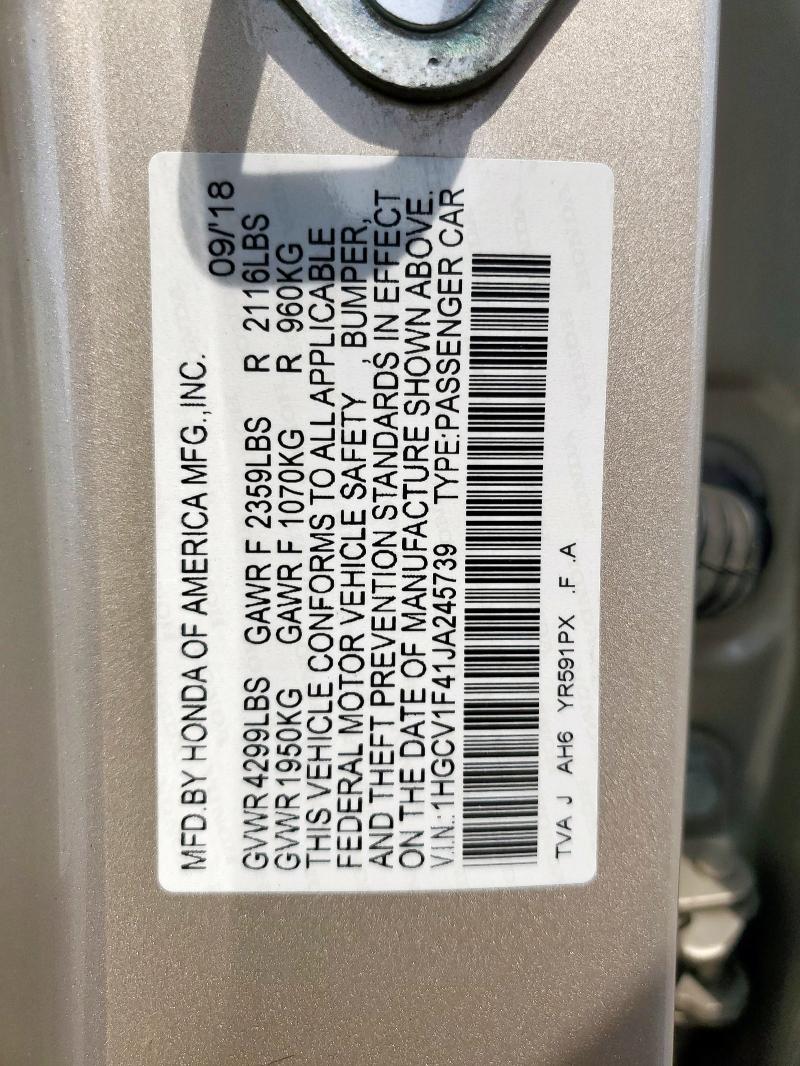 MFD.BY HONDA OF AMERICA MFG.,INC.
09/'18
GVWR 4299LBS GAWR F 2359LBS R 2116LBS
GVWR 1950KG GAWR F 1070KG R 960KG
THIS VEHICLE CONFORMS TO ALL APPLICABLE
FEDERAL MOTOR VEHICLE SAFETY , BUMPER,
AND THEFT PREVENTION STANDARDS IN EFFECT
ON THE DATE OF MANUFACTURE SHOWN ABOVE.
V.I.N.:1HGCV1F41JA245739 TYPE:PASSENGER CAR
TVA J AH6 YR591PX .F .A